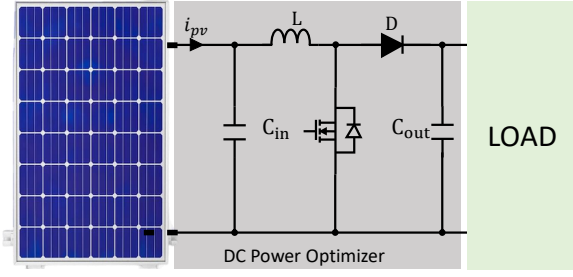 i_pv
L
D
C_in
C_out
LOAD
DC Power Optimizer